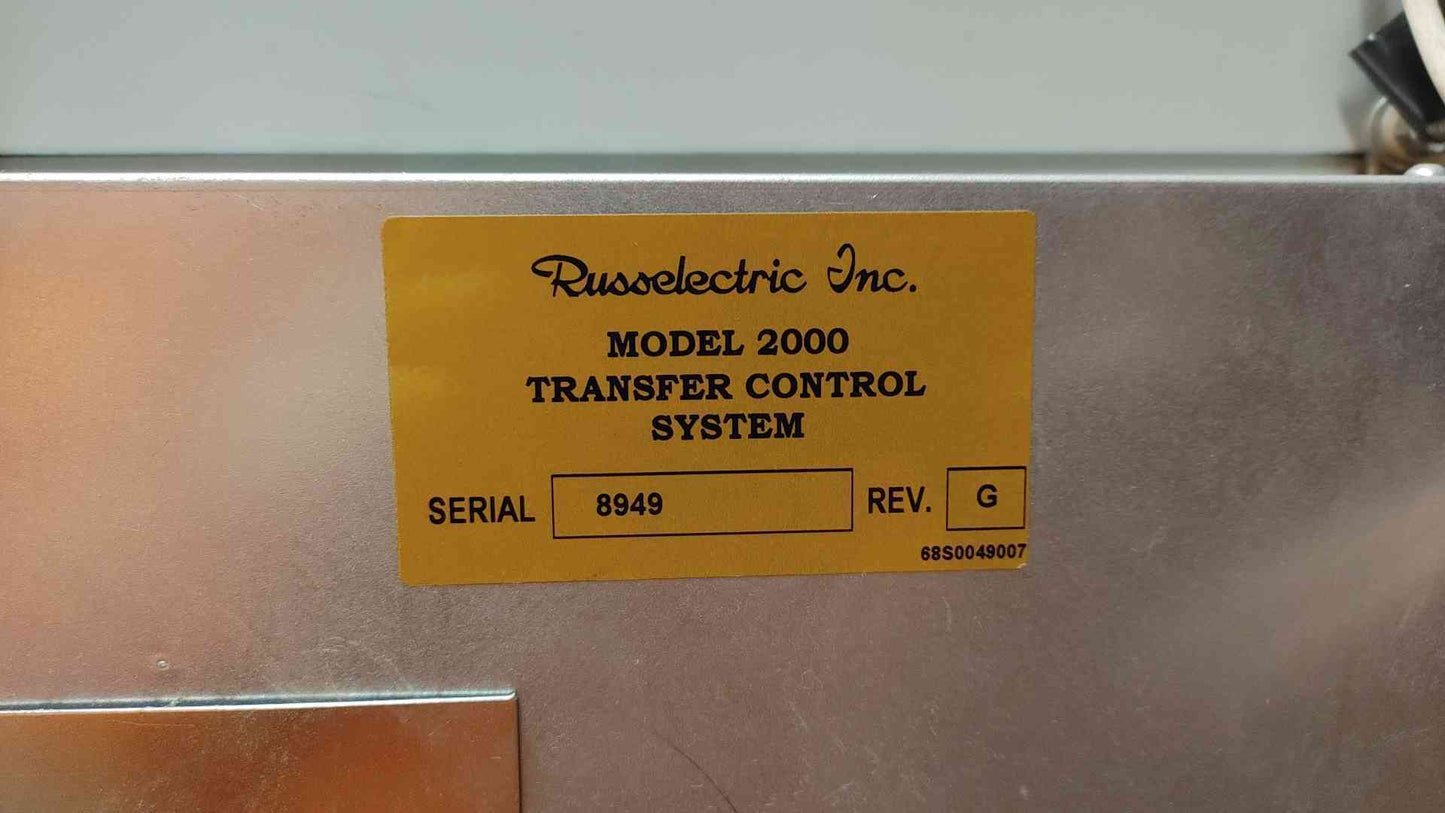 Russelectric Inc.
MODEL 2000
TRANSFER CONTROL
SYSTEM
SERIAL 8949 REV. G
68S0049007